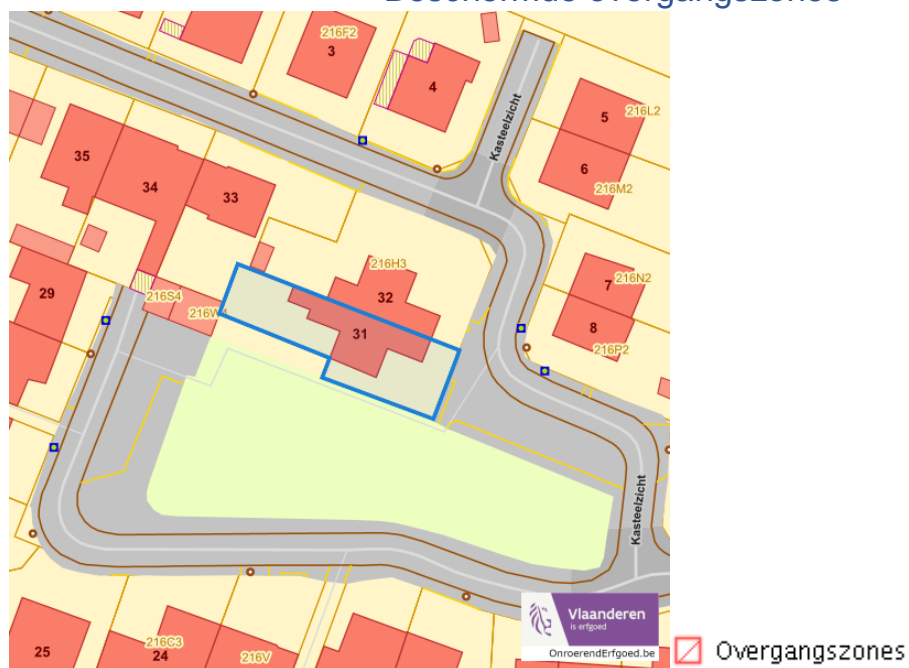 Beschermde overgangszones
216F2
3
4
Kasteelzicht
5
216L2
6
216M2
35
34
33
216H3
32
31
7
216N2
8
216P2
29
216S4
216W4
Kasteelzicht
Vlaanderen
is erfgoed
OnroerendErfgoed.be
Overgangszones
25
216C3
24
216V